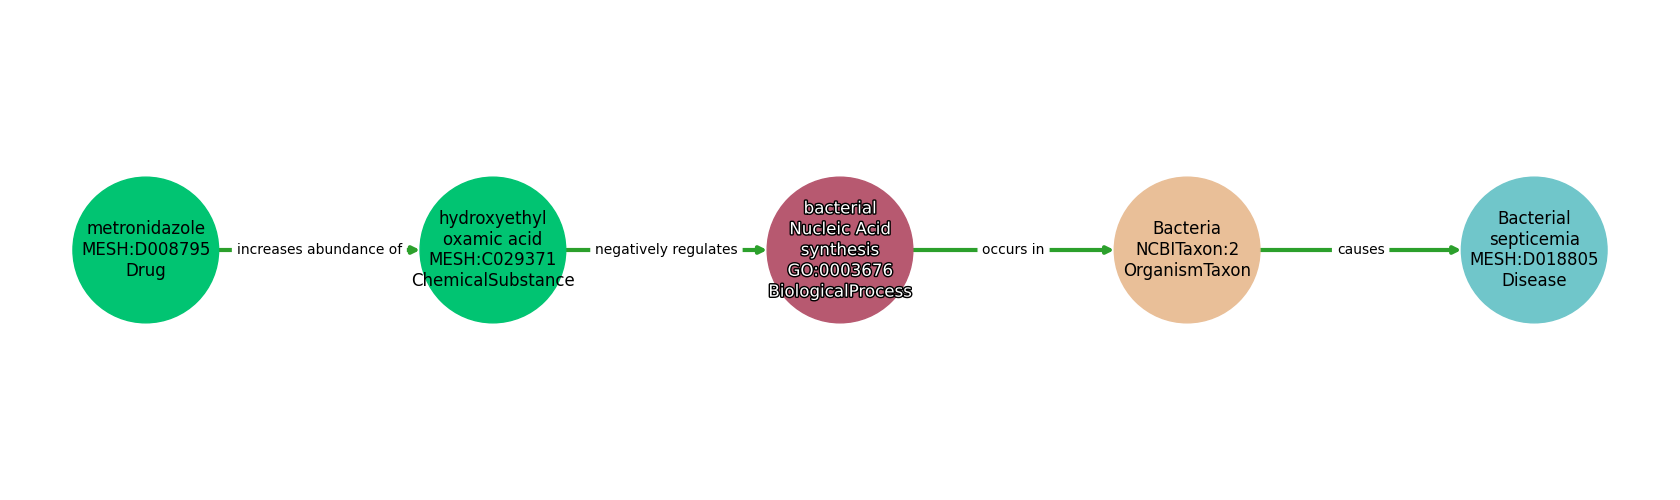 metronidazole
MESH:D008795
Drug
increases abundance of
hydroxyethyl
oxamic acid
MESH:C029371
ChemicalSubstance
negatively regulates
bacterial
Nucleic Acid
synthesis
GO:0003676
BiologicalProcess
occurs in
Bacteria
NCBITaxon:2
OrganismTaxon
causes
Bacterial
septicemia
MESH:D018805
Disease